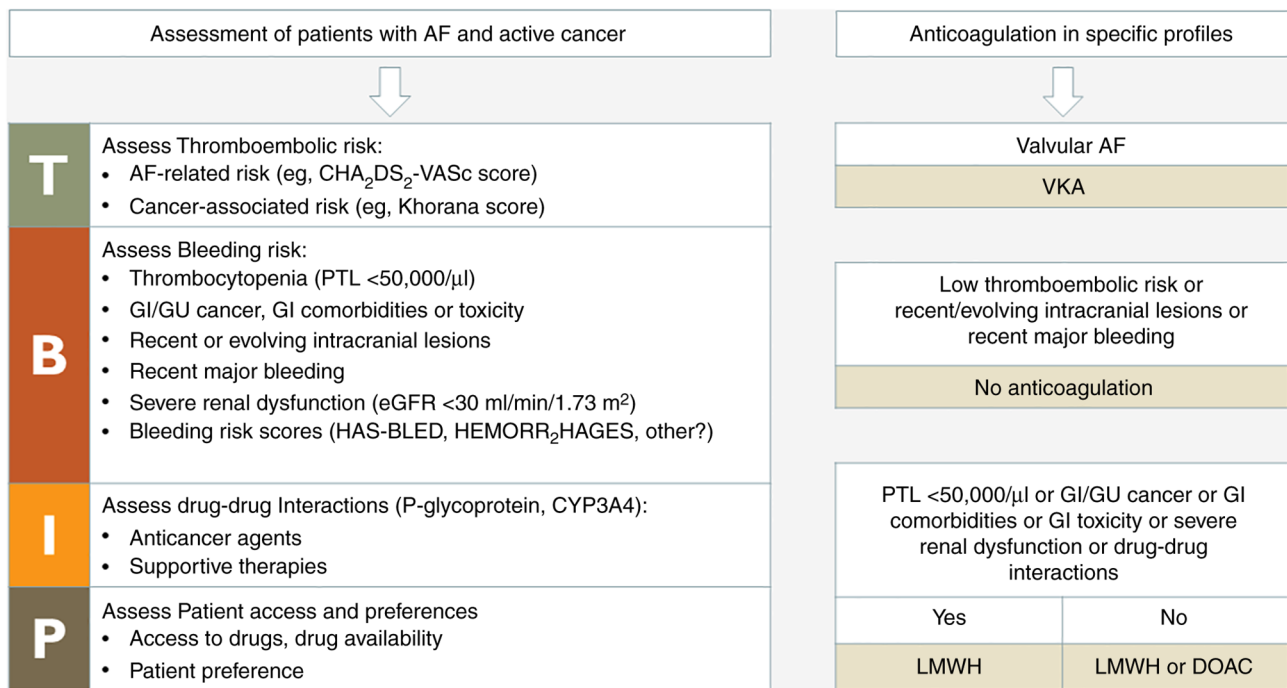 Assessment of patients with AF and active cancer
T
Assess Thromboembolic risk:
• AF-related risk (eg, CHA2DS2-VASc score)
• Cancer-associated risk (eg, Khorana score)
B
Assess Bleeding risk:
• Thrombocytopenia (PTL <50,000/μl)
• GI/GU cancer, GI comorbidities or toxicity
• Recent or evolving intracranial lesions
• Recent major bleeding
• Severe renal dysfunction (eGFR <30 ml/min/1.73 m²)
• Bleeding risk scores (HAS-BLED, HEMORR2HAGES, other?)
I
Assess drug-drug Interactions (P-glycoprotein, CYP3A4):
• Anticancer agents
• Supportive therapies
P
Assess Patient access and preferences
• Access to drugs, drug availability
• Patient preference
Anticoagulation in specific profiles
Valvular AF
VKA
Low thromboembolic risk or
recent/evolving intracranial lesions or
recent major bleeding
No anticoagulation
PTL <50,000/μl or GI/GU cancer or GI
comorbidities or GI toxicity or severe
renal dysfunction or drug-drug
interactions
Yes
No
LMWH
LMWH or DOAC